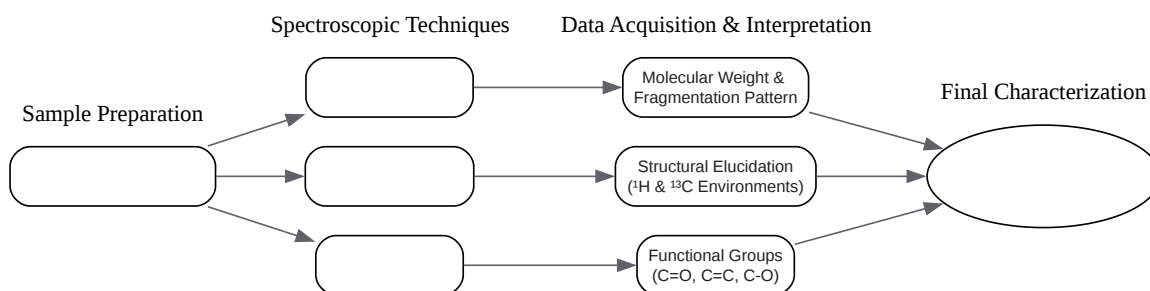 Spectroscopic Techniques
Data Acquisition & Interpretation
Molecular Weight &
Fragmentation Pattern
Final Characterization
Sample Preparation
Structural Elucidation
(¹H & ¹³C Environments)
Functional Groups
(C=O, C=C, C-O)